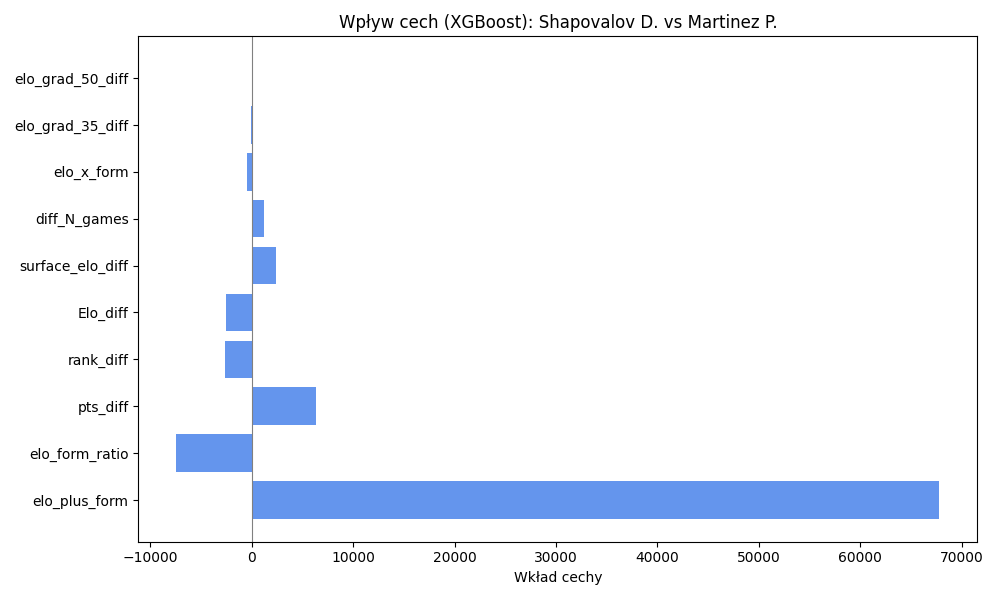 Wpływ cech (XGBoost): Shapovalov D. vs Martinez P.
elo_grad_50_diff
elo_grad_35_diff
elo_x_form
diff_N_games
surface_elo_diff
Elo_diff
rank_diff
pts_diff
elo_form_ratio
elo_plus_form
−10000 0 10000 20000 30000 40000 50000 60000 70000
Wkład cechy